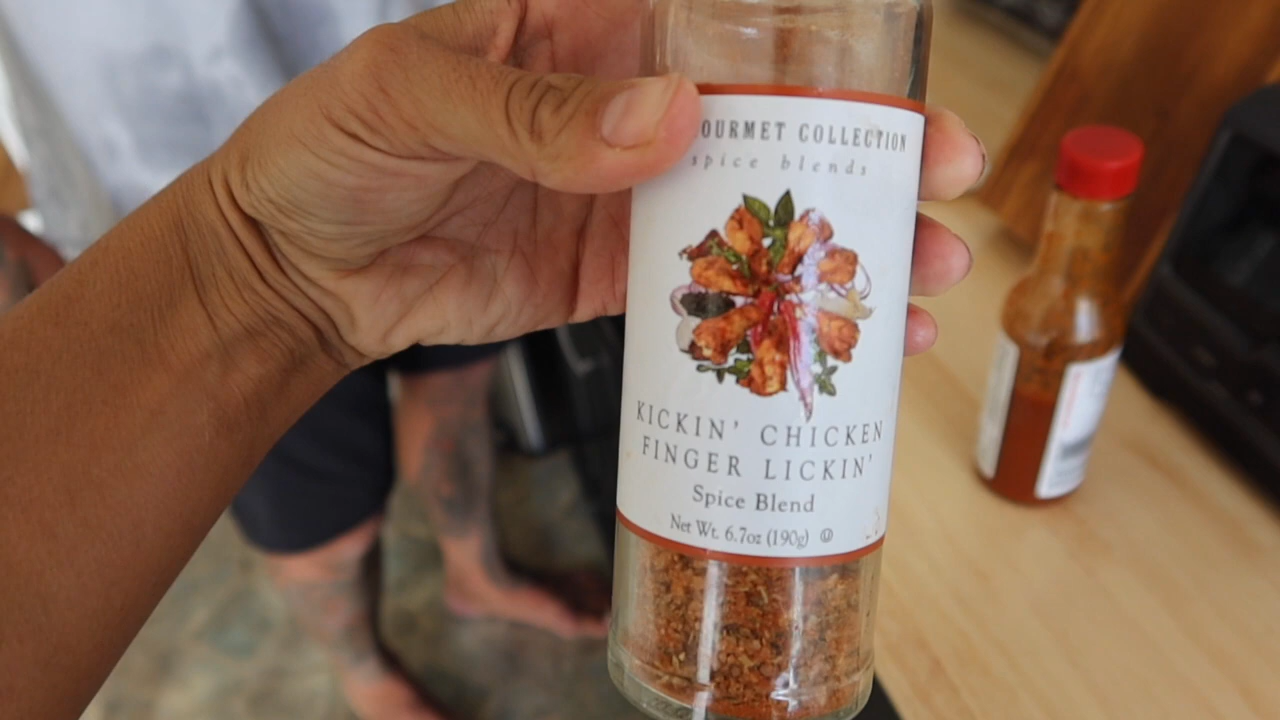 OURMET COLLECTION
spice blends
KICKIN' CHICKEN
FINGER LICKIN'
Spice Blend
Net Wt. 6.7oz (190g) Ⓤ